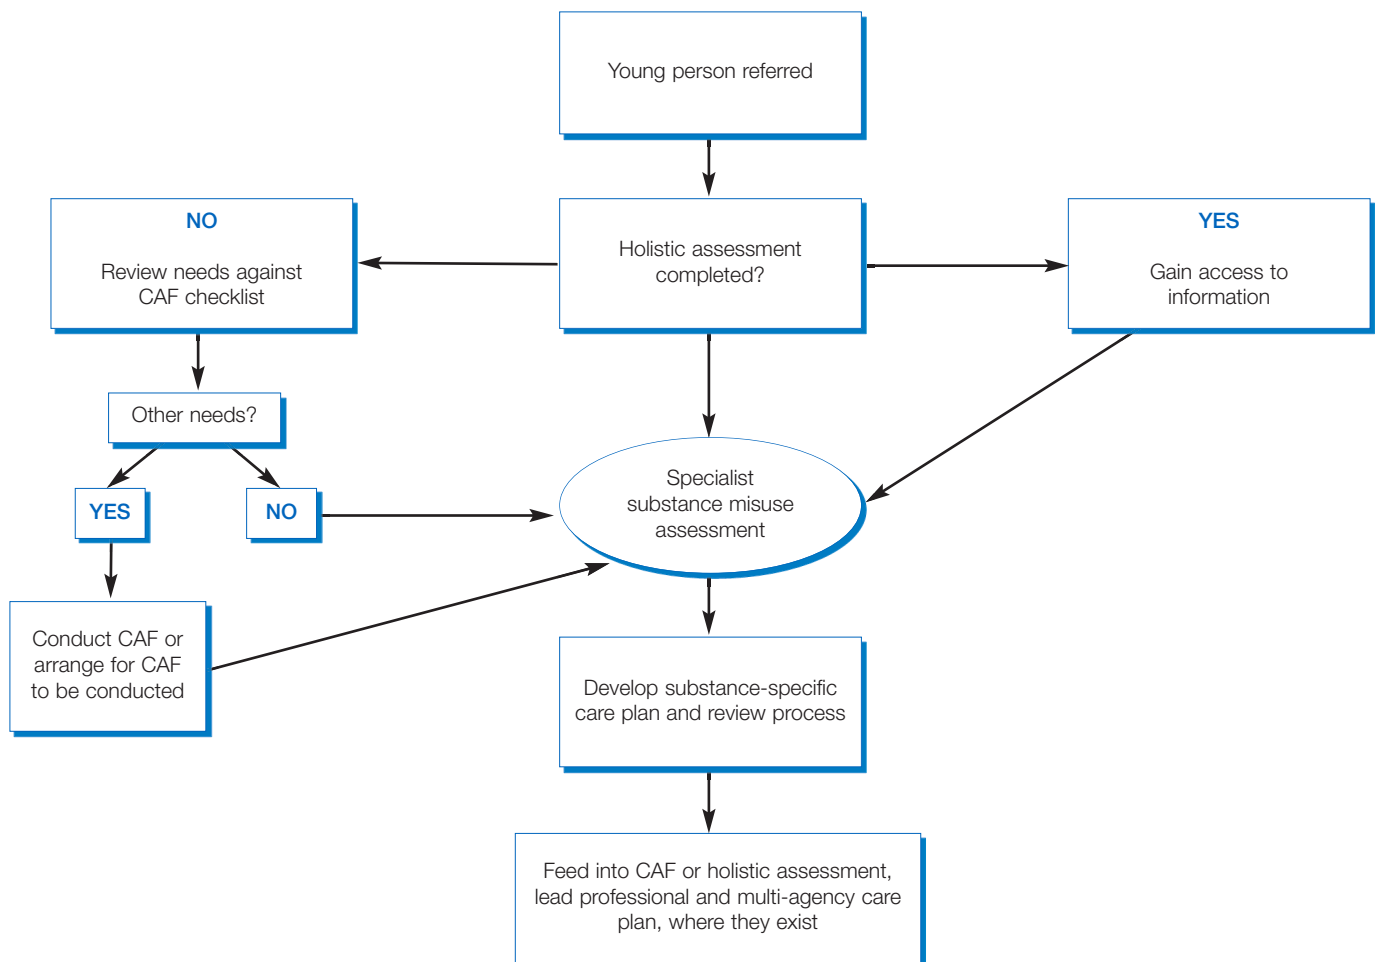 Young person referred
NO
Review needs against
CAF checklist
Holistic assessment
completed?
YES
Gain access to
information
Other needs?
YES
NO
Specialist
substance misuse
assessment
Conduct CAF or
arrange for CAF
to be conducted
Develop substance-specific
care plan and review process
Feed into CAF or holistic assessment,
lead professional and multi-agency care
plan, where they exist